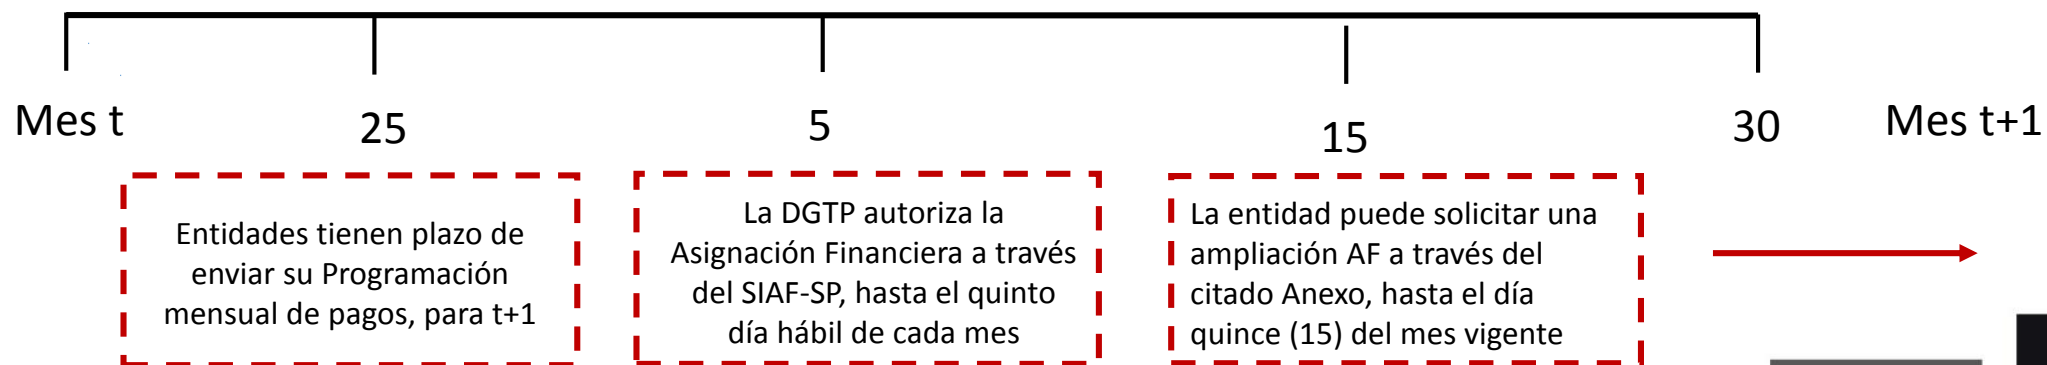 Mes t
25
5
15
30
Mes t+1
Entidades tienen plazo de
enviar su Programación
mensual de pagos, para t+1
La DGTP autoriza la
Asignación Financiera a través
del SIAF-SP, hasta el quinto
día hábil de cada mes
La entidad puede solicitar una
ampliación AF a través del
citado Anexo, hasta el día
quince (15) del mes vigente